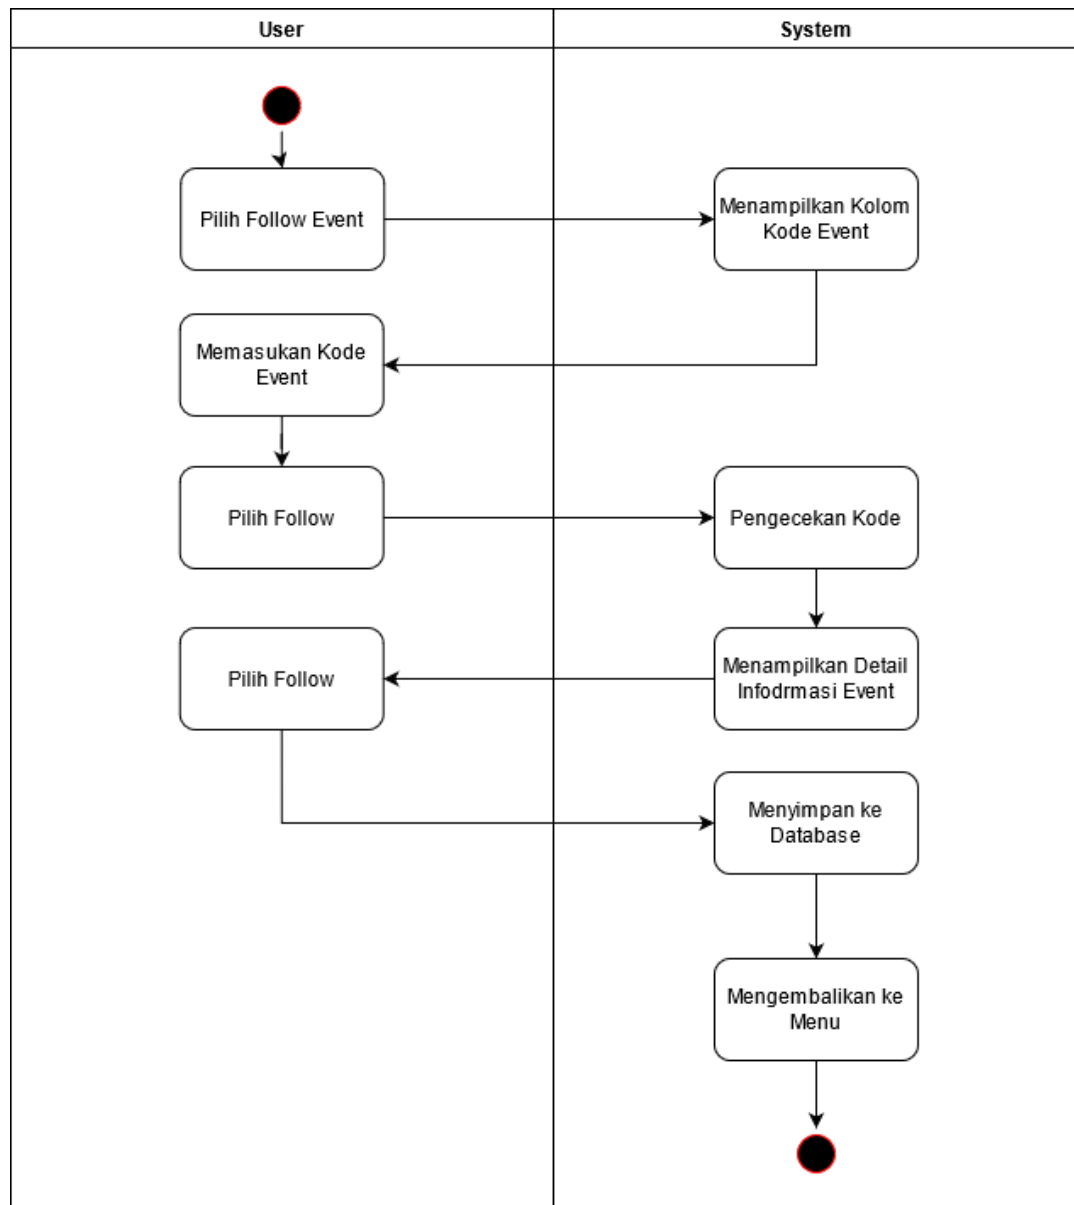 User
System
Pilih Follow Event
Menampilkan Kolom
Kode Event
Memasukan Kode
Event
Pilih Follow
Pengecekan Kode
Pilih Follow
Menampilkan Detail
Infodrmasi Event
Menyimpan ke
Database
Mengembalikan ke
Menu